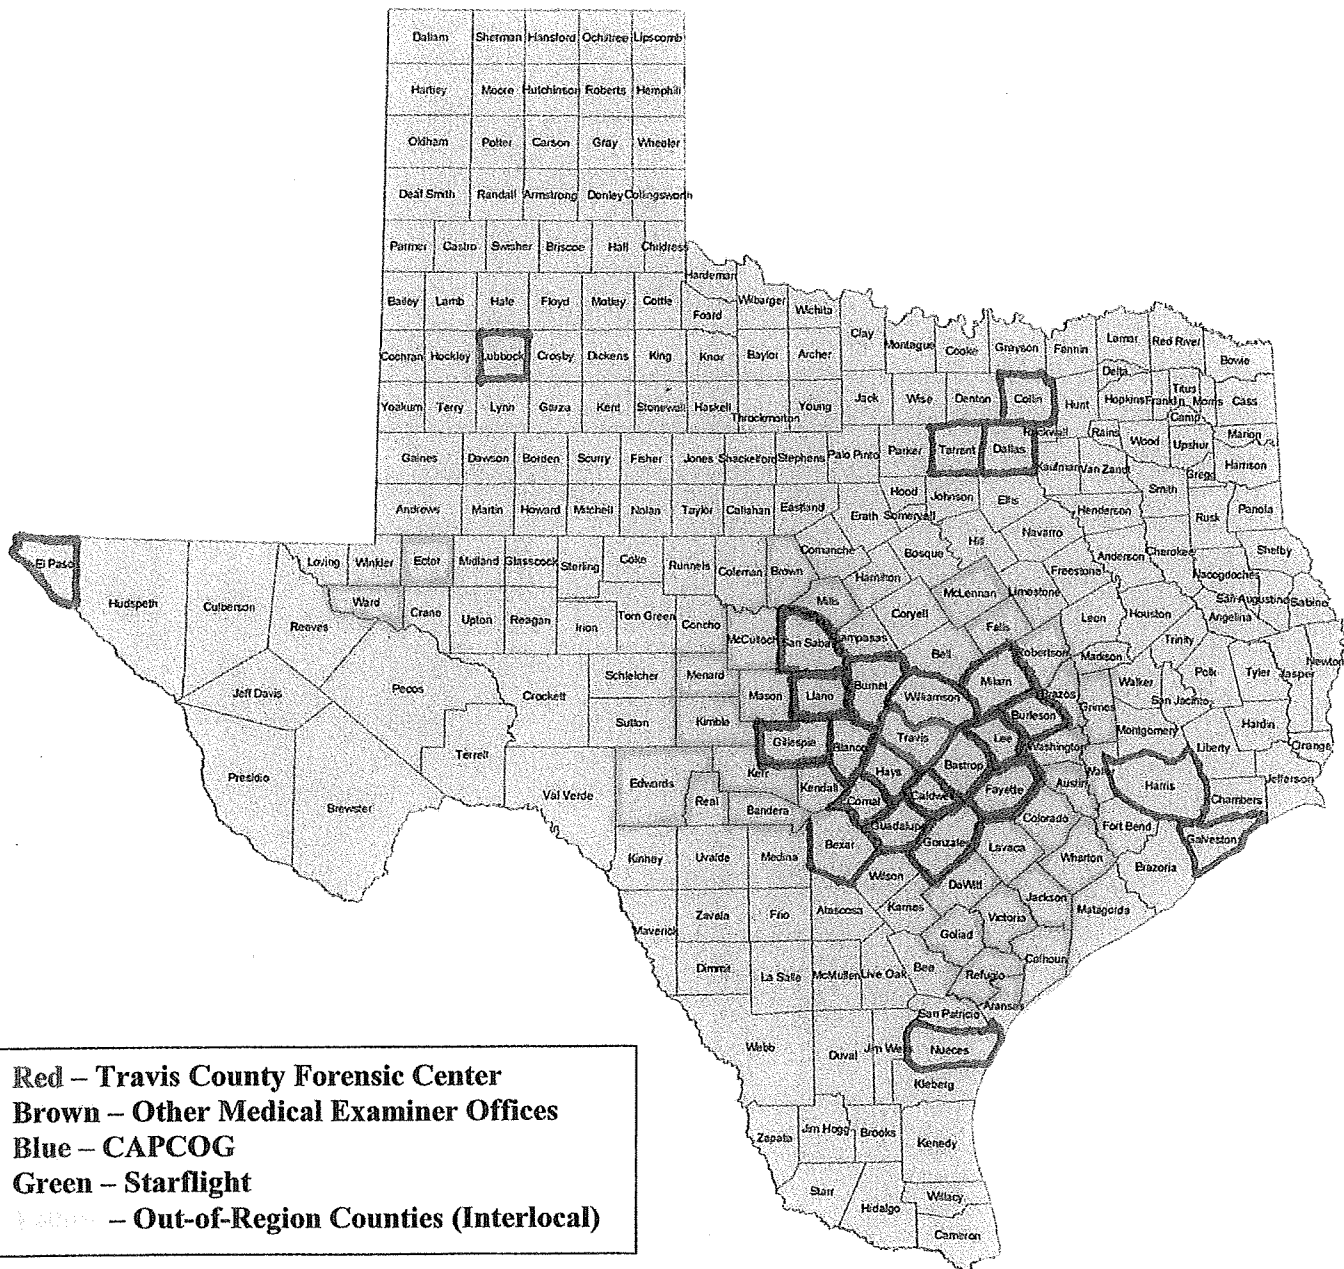 Dallam Sherman Hansford Ochiltree Lipscomb
Hartley Moore Hutchinson Roberts Hemphill
Oldham Potter Carson Gray Wheeler
Deaf Smith Randall Armstrong Donley Collingsworth
Parmer Castro Swisher Briscoe Hall Childress
Hardeman
Bailey Lamb Hale Floyd Motley Cottle Foard Wilbarger Wichita
Clay Montague Cooke Grayson Fannin Lamar Red River Bowie
Cochran Hockley Lubbock Crosby Dickens King Knox Baylor Archer
Delta Titus
Jack Wise Denton Collin Hunt Hopkins Franklin Morris Cass
Camp
Yoakum Terry Lynn Garza Kent Stonewall Haskell Throckmorton Young
Rockwall Rains Wood Upshur Marion
Gaines Dawson Borden Scurry Fisher Jones Shackelford Stephens Palo Pinto Parker Tarrant Dallas Kaufman Van Zandt Gregg Harrison
Hood Johnson Ellis Smith
Andrews Martin Howard Mitchell Nolan Taylor Callahan Eastland Erath Somervell Henderson Rusk Panola
Hill Navarro
El Paso Loving Winkler Ector Midland Glasscock Sterling Coke Runnels Coleman Brown Comanche Bosque Anderson Cherokee Shelby
Hamilton Freestone Nacogdoches
Hudspeth Culberson Ward Crane Mills McLennan Limestone San Augustine Sabine
Reeves Upton Reagan Irion Tom Green Concho Coryell Leon Houston Angelina
McCulloch San Saba Lampasas Falls Trinity
Bell Robertson Madison Newton
Jeff Davis Pecos Crockett Schleicher Menard Mason Llano Burnet Williamson Milam Brazos Walker Polk Tyler Jasper
Grimes San Jacinto
Sutton Kimble Burleson Montgomery Hardin
Gillespie Blanco Travis Lee Washington Liberty Orange
Presidio Brewster Terrell Val Verde Edwards Kerr Hays Bastrop Waller Harris Jefferson
Real Bandera Kendall Comal Caldwell Fayette Austin Chambers
Guadalupe Colorado Fort Bend
Kinney Uvalde Medina Bexar Gonzales Lavaca Wharton Galveston
Wilson Brazoria
DeWitt
Maverick Zavala Frio Atascosa Karnes Victoria Jackson Matagorda
Goliad
Dimmit La Salle McMullen Live Oak Bee Refugio Calhoun
Aransas
San Patricio
Webb Duval Jim We Nueces
Kleberg
Zapata Jim Hogg Brooks Kenedy
Starr Hidalgo Willacy
Cameron
Red – Travis County Forensic Center
Brown – Other Medical Examiner Offices
Blue – CAPCOG
Green – Starflight
– Out-of-Region Counties (Interlocal)